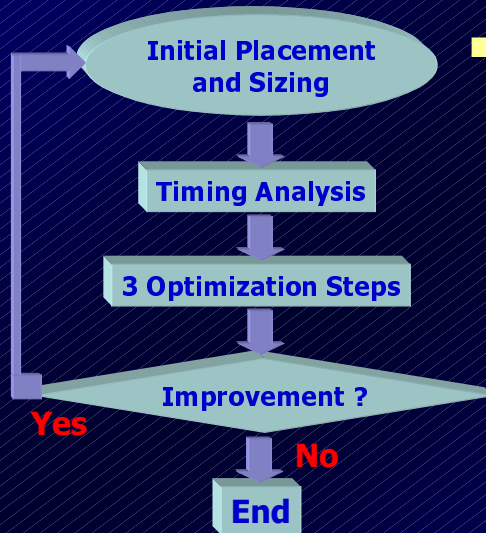 Initial Placement
and Sizing
Timing Analysis
3 Optimization Steps
Improvement ?
Yes
No
End